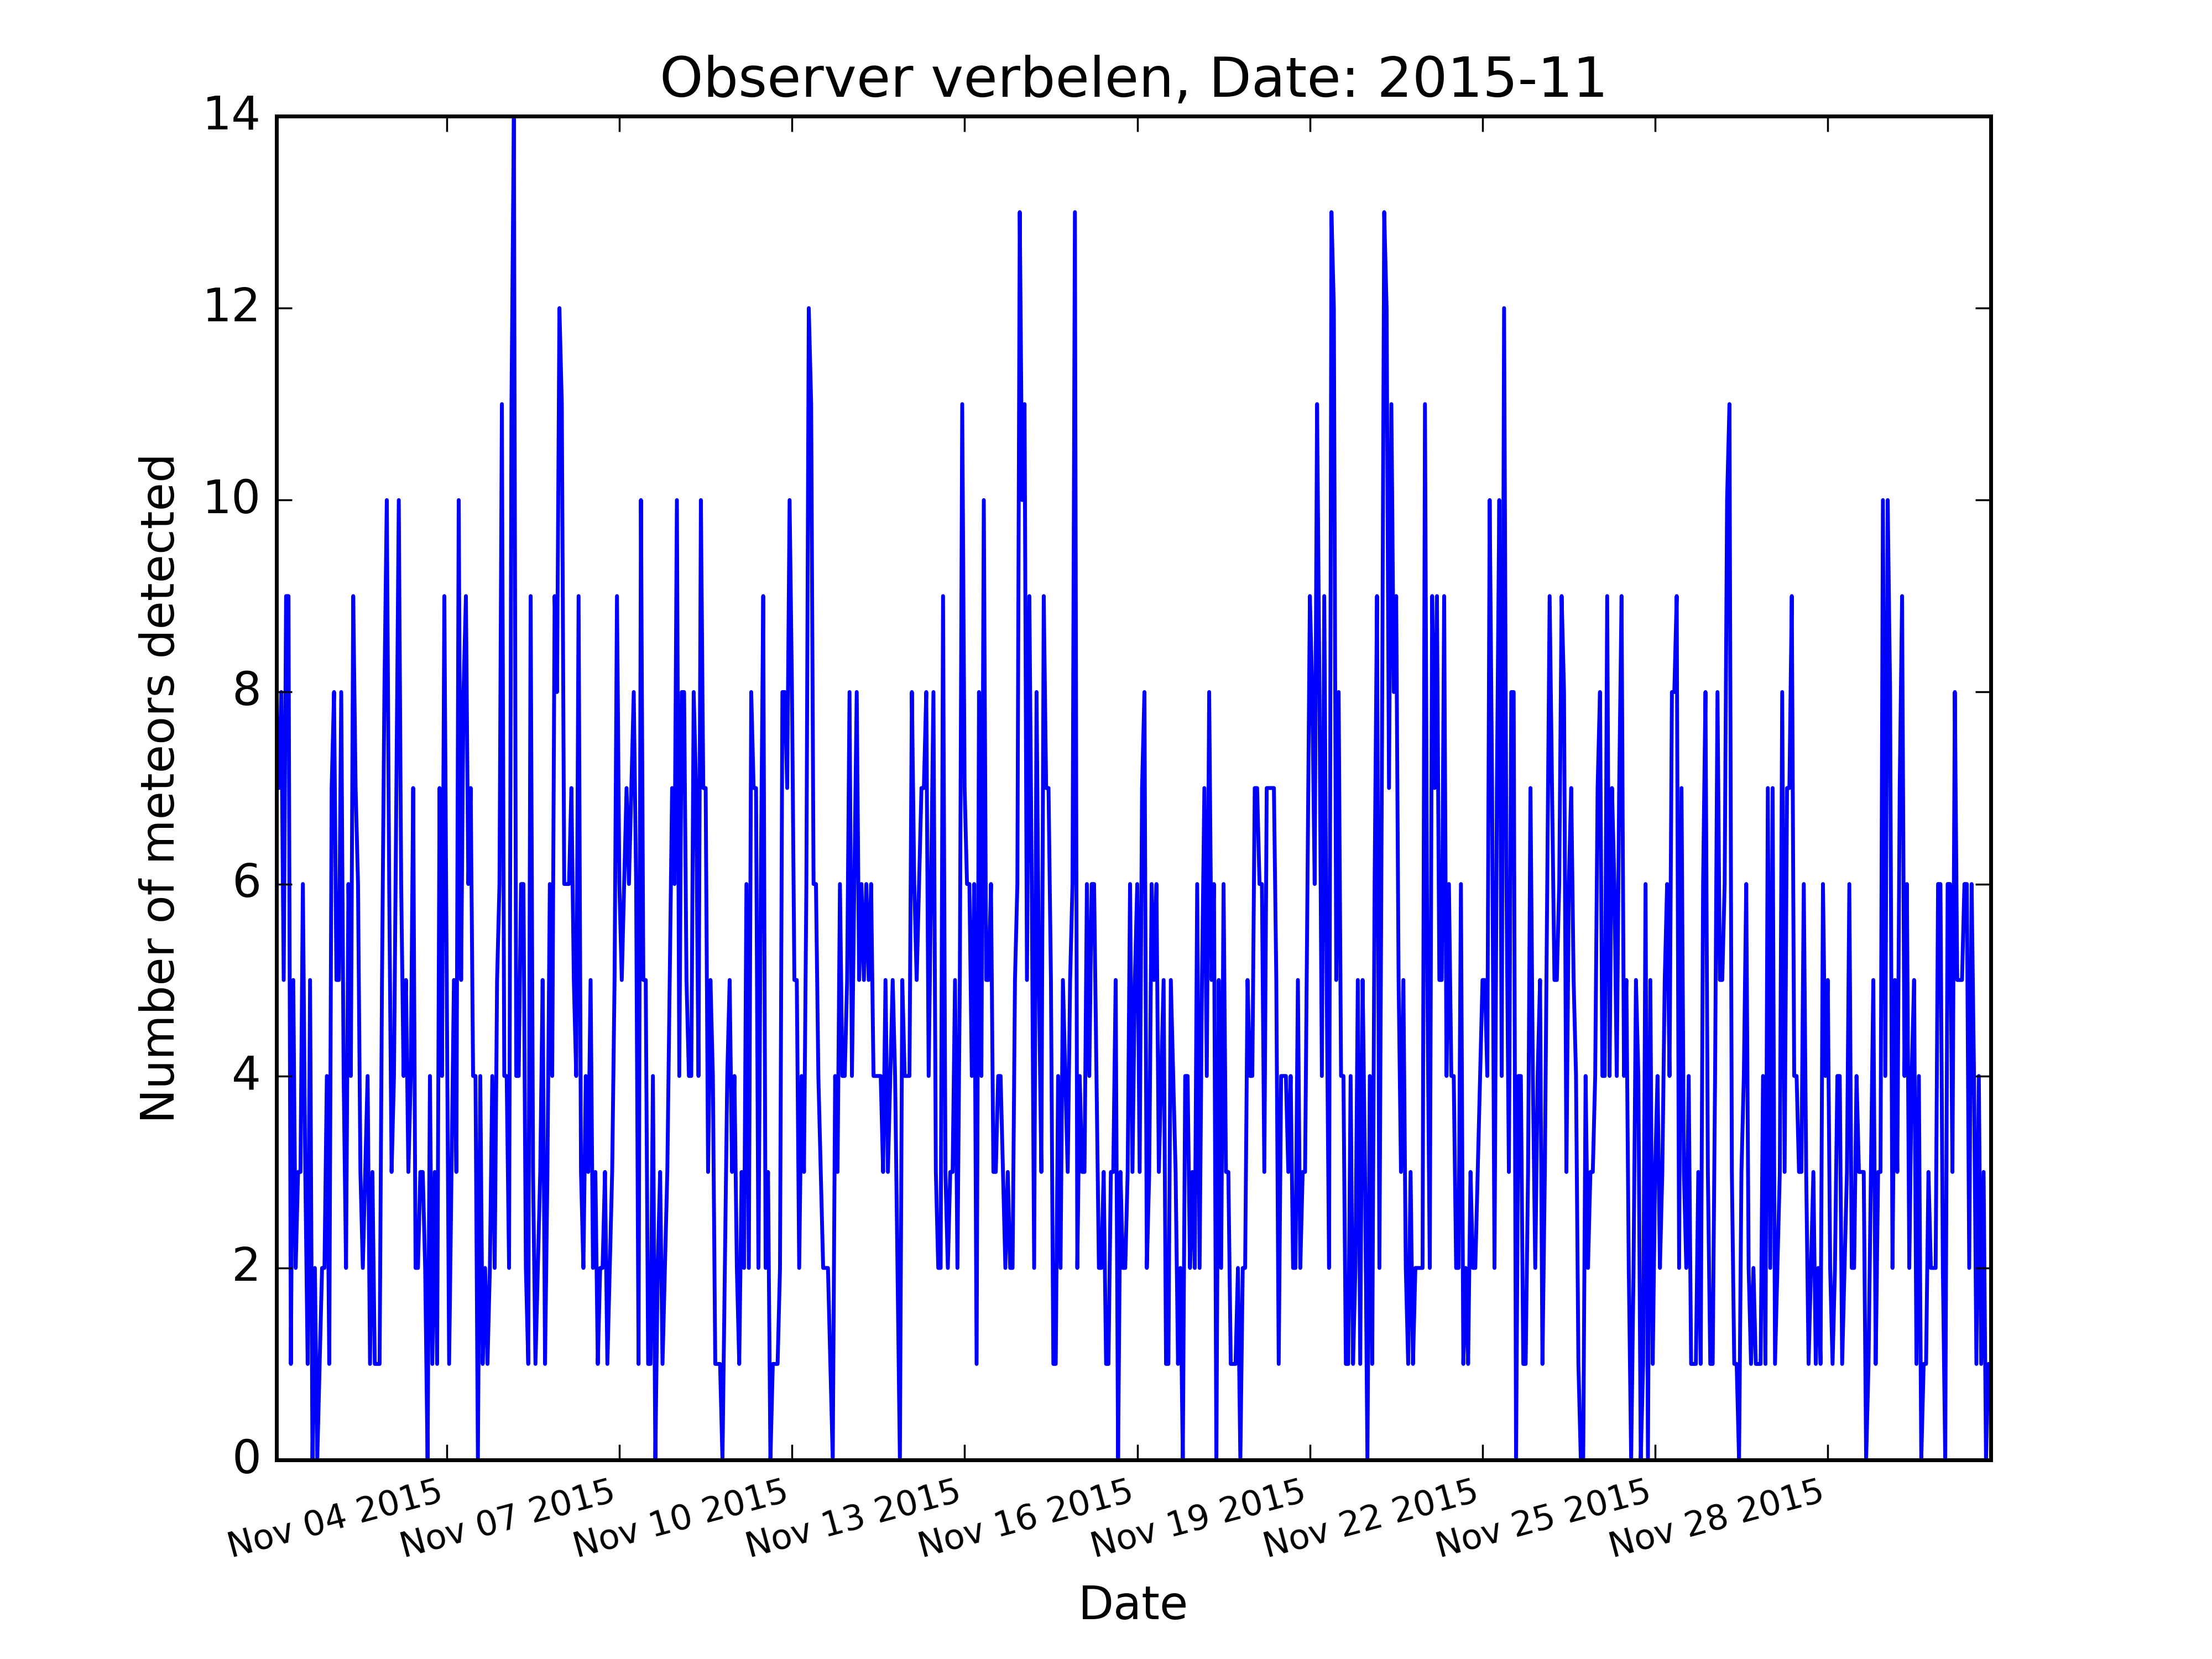 Observer verbelen, Date: 2015-11
14
12
10
8
6
4
2
0
Number of meteors detected
Nov 04 2015
Nov 07 2015
Nov 10 2015
Nov 13 2015
Nov 16 2015
Nov 19 2015
Nov 22 2015
Nov 25 2015
Nov 28 2015
Date